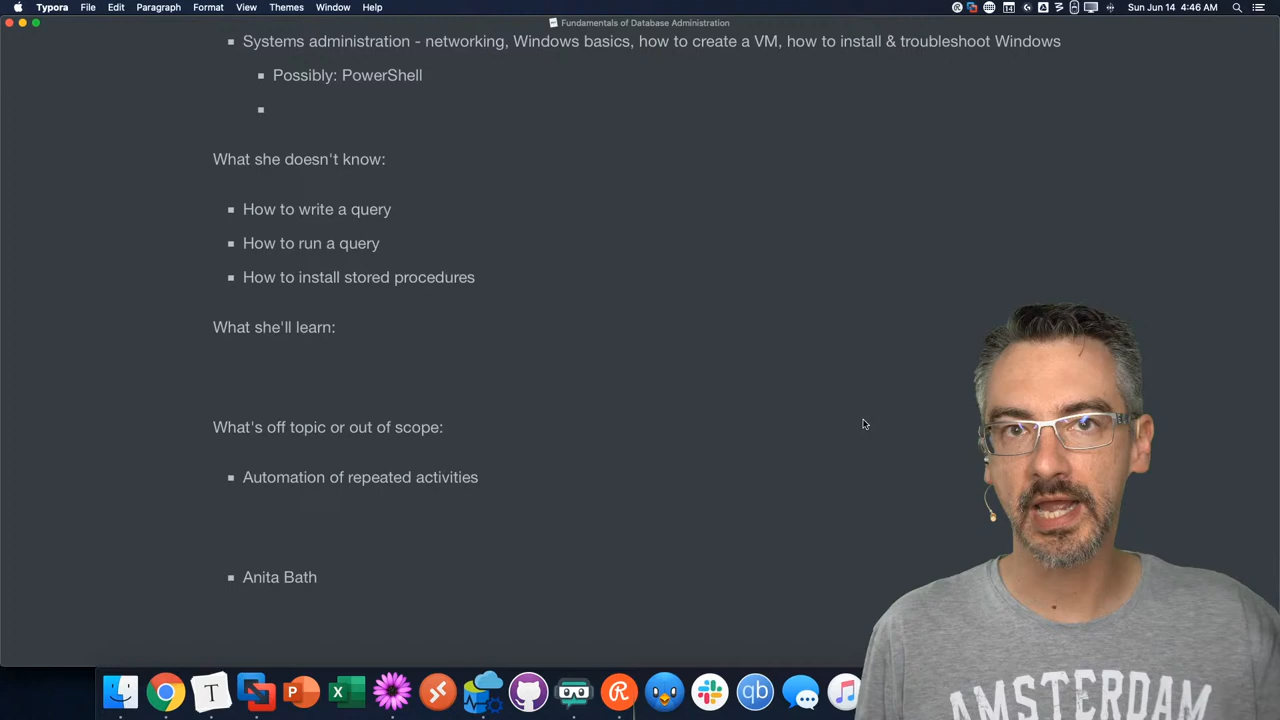 Typora File Edit Paragraph Format View Themes Window Help
Sun Jun 14 4:46 AM
Fundamentals of Database Administration
Systems administration - networking, Windows basics, how to create a VM, how to install & troubleshoot Windows
Possibly: PowerShell
What she doesn't know:
How to write a query
How to run a query
How to install stored procedures
What she'll learn:
What's off topic or out of scope:
Automation of repeated activities
Anita Bath
T
P
X
R
qb
AMSTERDAM